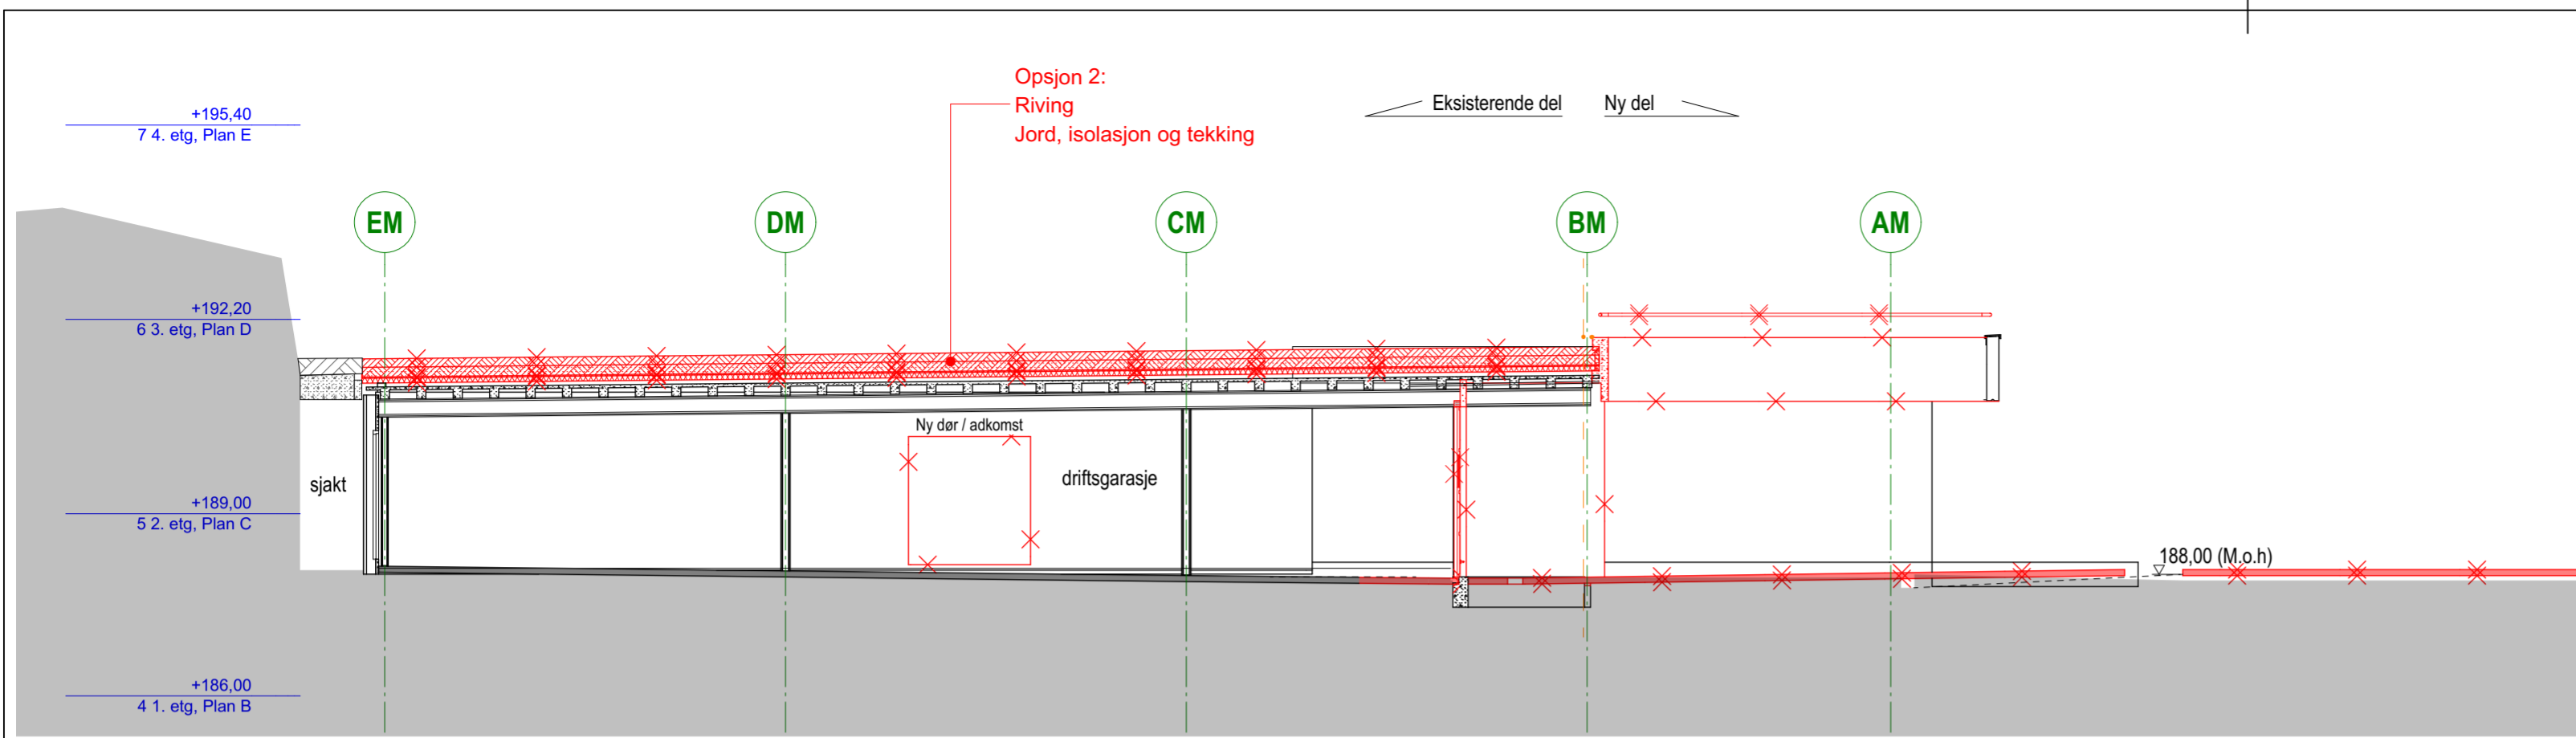 Opsjon 2:
Riving
Jord, isolasjon og tekking
Eksisterende del
Ny del
+195,40
7 4. etg, Plan E
EM
DM
CM
BM
AM
+192,20
6 3. etg, Plan D
Ny dør / adkomst
sjakt
driftsgarasje
+189,00
5 2. etg, Plan C
188,00 (M.o.h)
+186,00
4 1. etg, Plan B